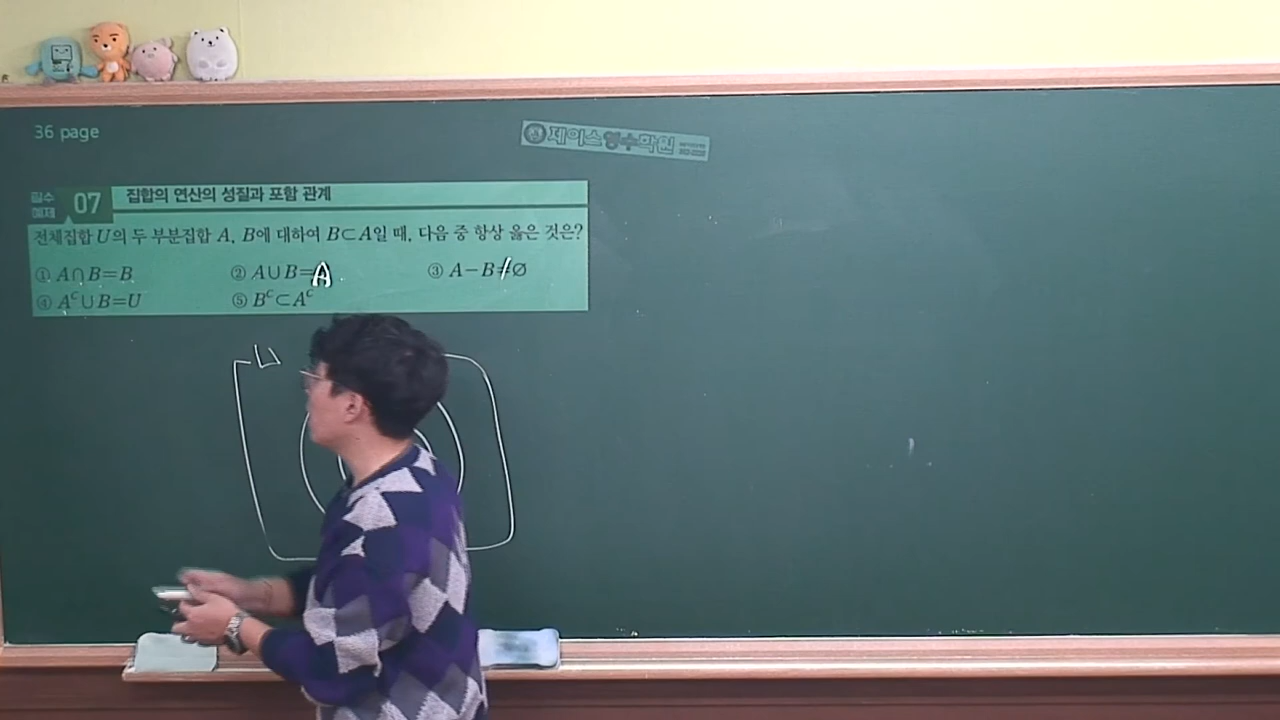 36 page
제이스영수학원
필수 예제 07 집합의 연산의 성질과 포함 관계
전체집합 U의 두 부분집합 A, B에 대하여 B⊂A일 때, 다음 중 항상 옳은 것은?
① A∩B=B ② A∪B=A ③ A−B≠∅
④ Aᶜ∪B=U ⑤ Bᶜ⊂Aᶜ
U